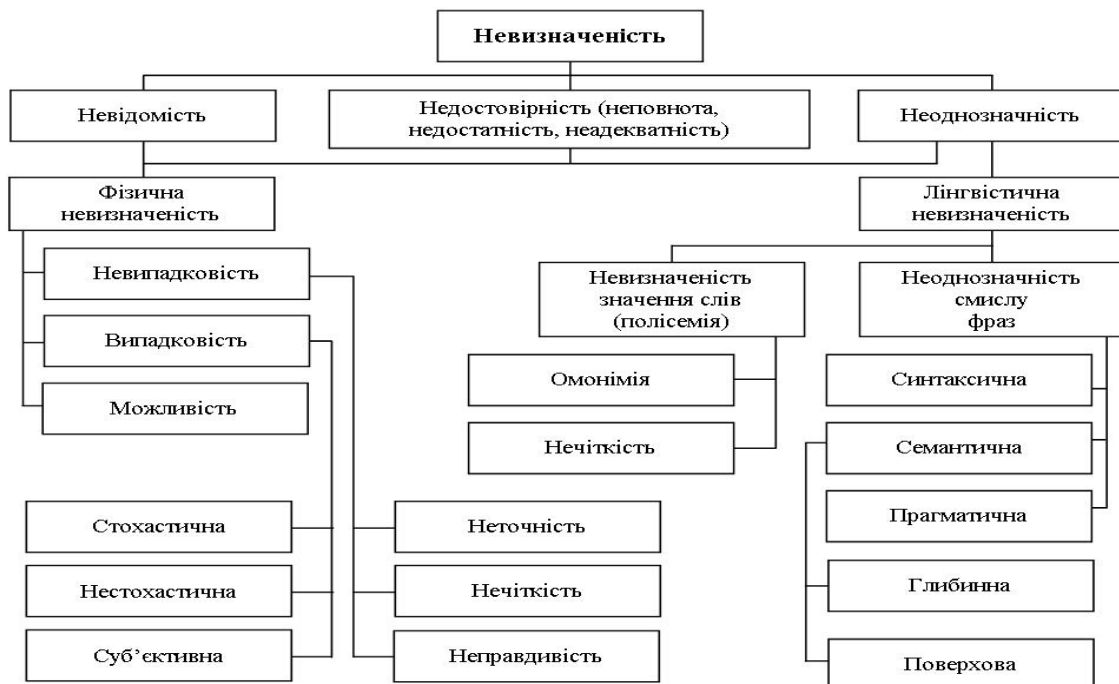 Невизначеність
Невідомість
Недостовірність (неповнота,
недостатність, неадекватність)
Неоднозначність
Фізична
невизначеність
Лінгвістична
невизначеність
Невипадковість
Випадковість
Можливість
Невизначеність
значення слів
(полісемія)
Неоднозначність
смислу
фраз
Омонімія
Нечіткість
Синтаксична
Семантична
Прагматична
Глибинна
Поверхова
Стохастична
Нестохастична
Суб’єктивна
Неточність
Нечіткість
Неправдивість